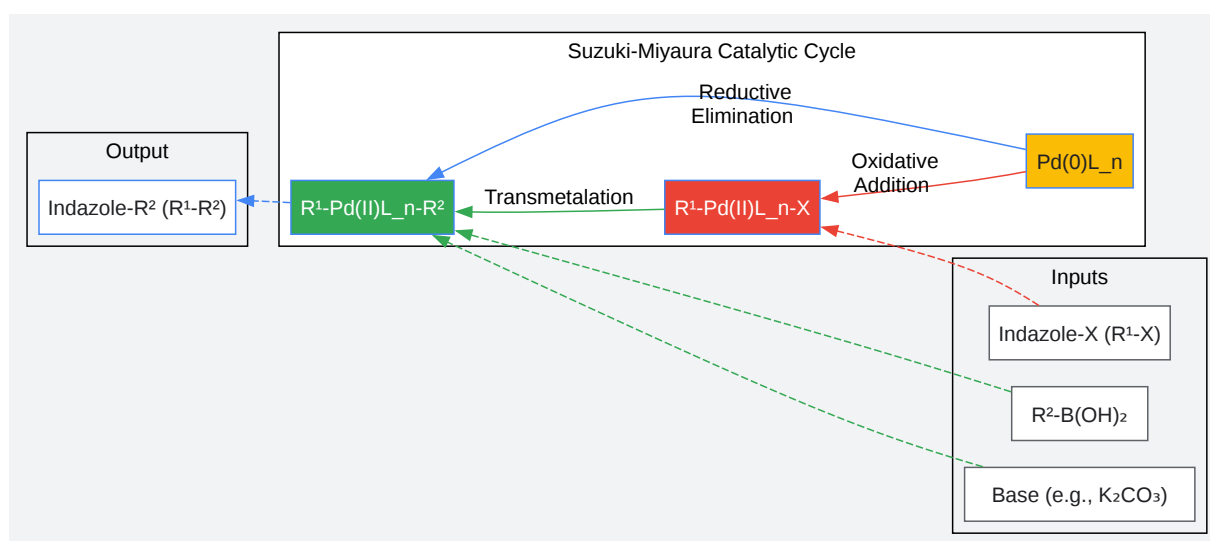 Suzuki-Miyaura Catalytic Cycle
Reductive
Elimination
Output
Oxidative
Addition
Pd(0)L_n
Transmetalation
Indazole-R² (R¹-R²)
R¹-Pd(II)L_n-R²
R¹-Pd(II)L_n-X
Inputs
Indazole-X (R¹-X)
R²-B(OH)₂
Base (e.g., K₂CO₃)